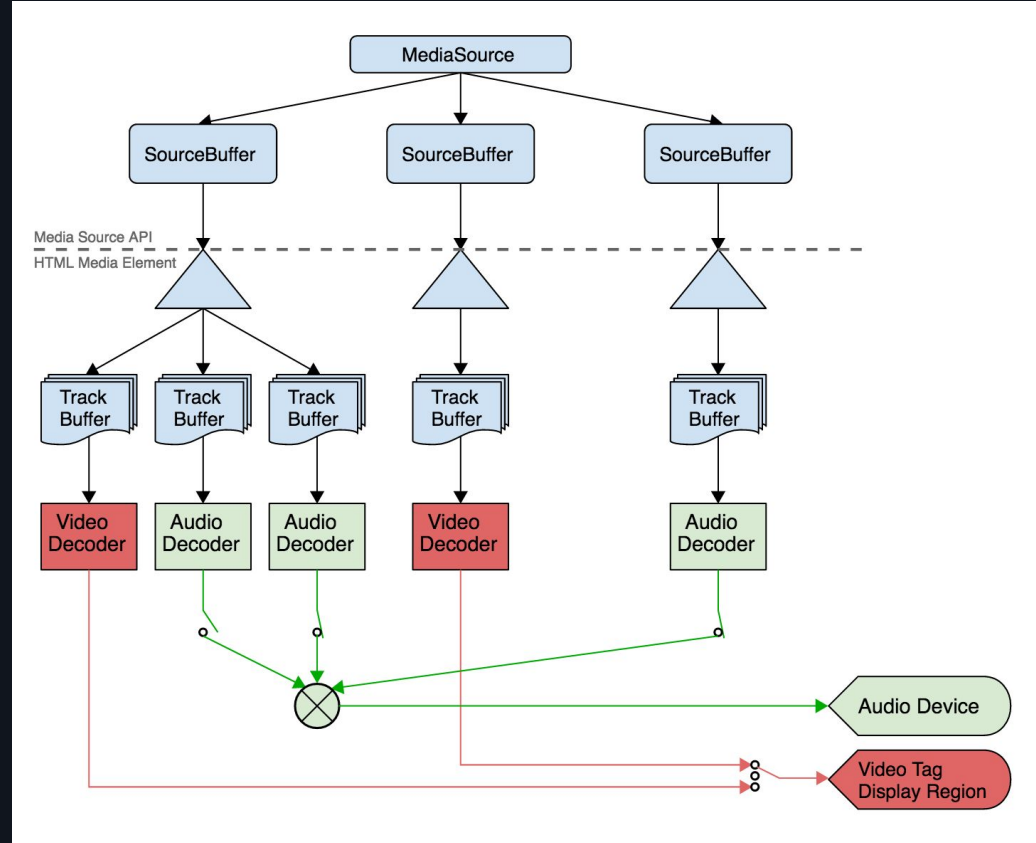 MediaSource
SourceBuffer
SourceBuffer
SourceBuffer
Media Source API
HTML Media Element
Track
Buffer
Track
Buffer
Track
Buffer
Track
Buffer
Track
Buffer
Video
Decoder
Audio
Decoder
Audio
Decoder
Video
Decoder
Audio
Decoder
Audio Device
Video Tag
Display Region